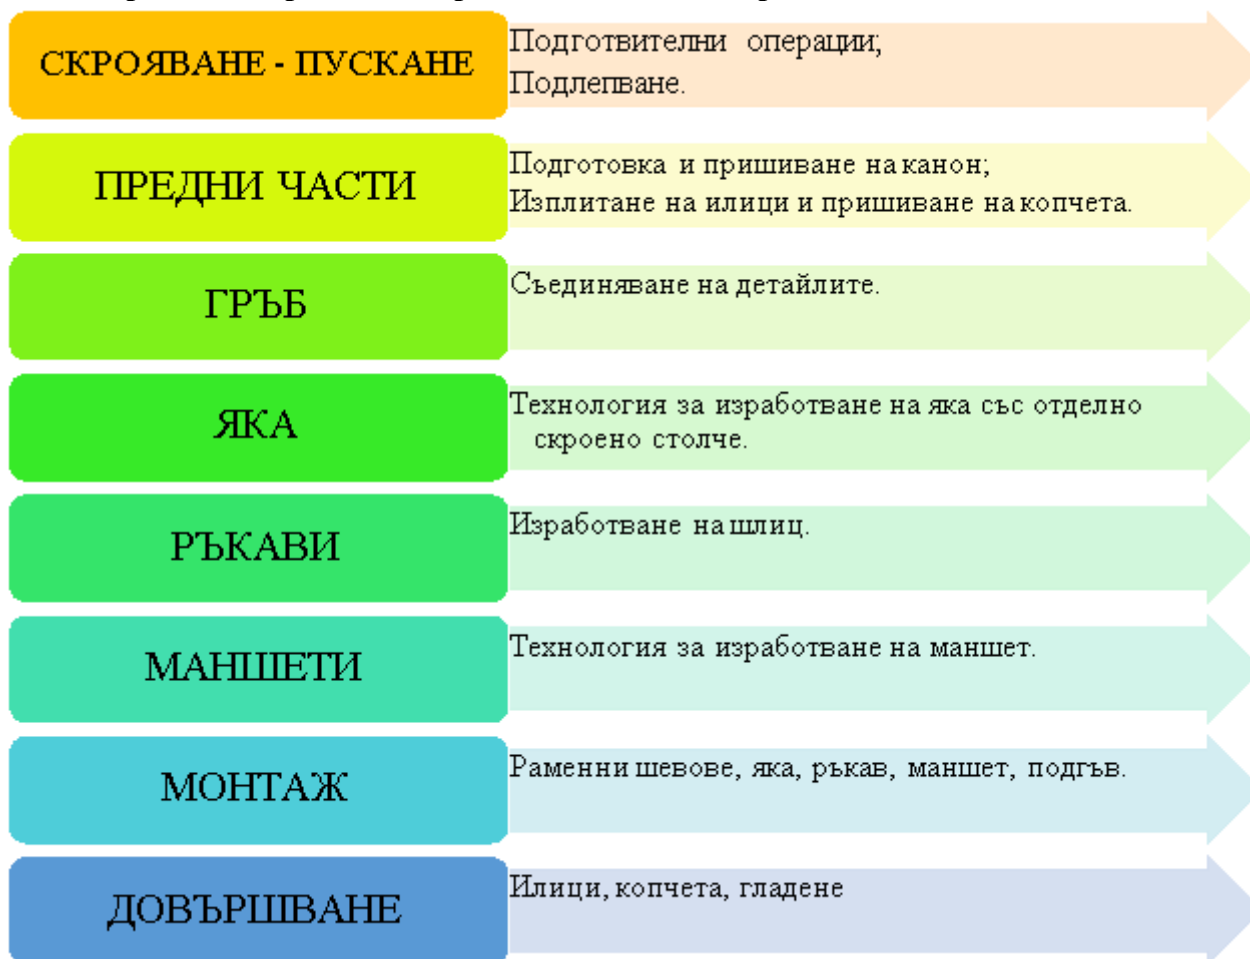 СКРОЯВАНЕ - ПУСКАНЕ
Подготвителни операции;
Подлепване.
ПРЕДНИ ЧАСТИ
Подготовка и пришиване на канон;
Изплитане на илици и пришиване на копчета.
ГРЪБ
Съединяване на детайлите.
ЯКА
Технология за изработване на яка със отделно
скроено столче.
РЪКАВИ
Изработване на шлиц.
МАНШЕТИ
Технология за изработване на маншет.
МОНТАЖ
Раменни шевове, яка, ръкав, маншет, подгъв.
ДОВЪРШВАНЕ
Илици, копчета, гладене